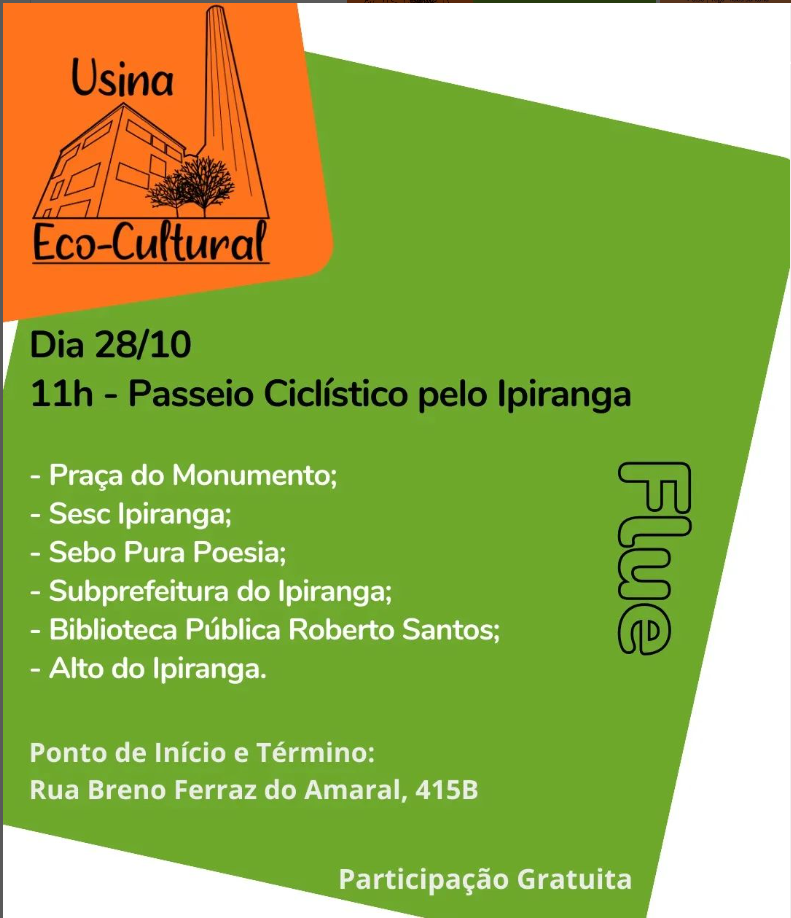 Usina
Eco-Cultural
Dia 28/10
11h - Passeio Ciclístico pelo Ipiranga
- Praça do Monumento;
- Sesc Ipiranga;
- Sebo Pura Poesia;
- Subprefeitura do Ipiranga;
- Biblioteca Pública Roberto Santos;
- Alto do Ipiranga.
Flue
Ponto de Início e Término:
Rua Breno Ferraz do Amaral, 415B
Participação Gratuita